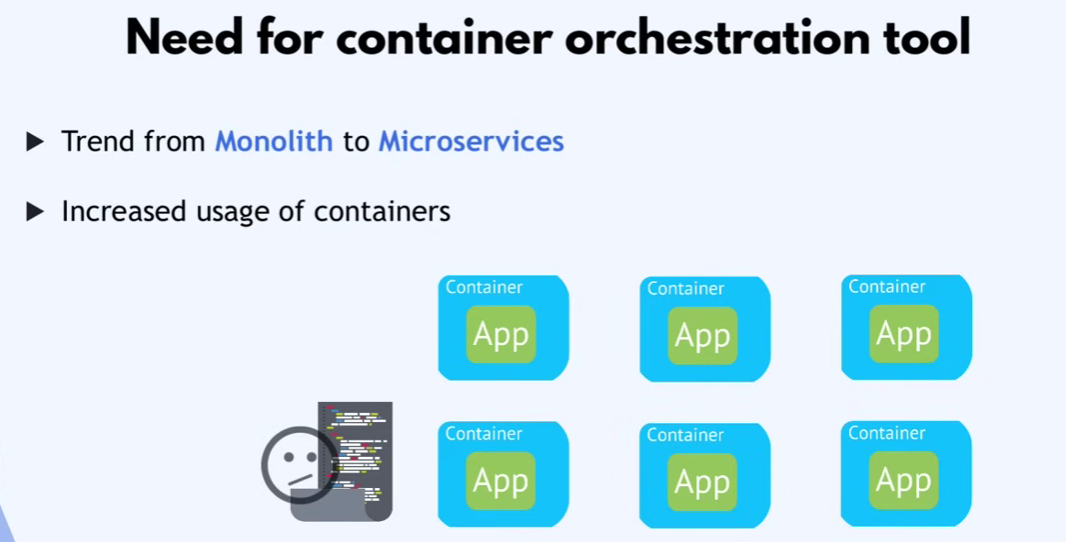 Need for container orchestration tool
Trend from Monolith to Microservices
Increased usage of containers
Container
App
Container
App
Container
App
Container
App
Container
App
Container
App